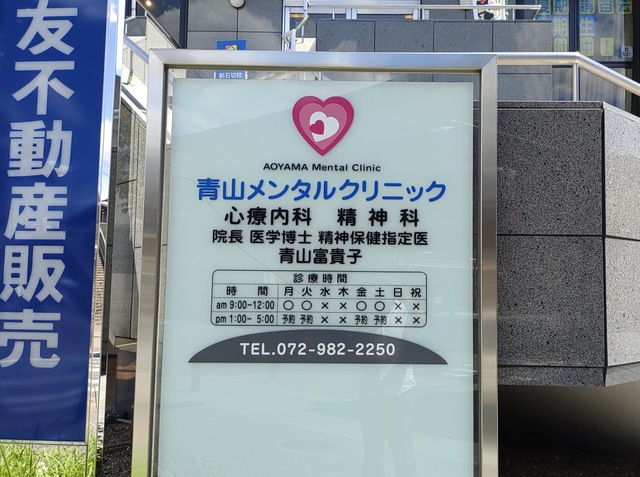 友不動産販売
新石切校
AOYAMA Mental Clinic
青山メンタルクリニック
心療内科 精神科
院長 医学博士 精神保健指定医
青山富貴子
診療時間
時間 月 火 水 木 金 土 日 祝
am 9:00-12:00 ○ ○ × × ○ ○ × ×
pm 1:00- 5:00 予約 予約 × × 予約 予約 × ×
TEL.072-982-2250